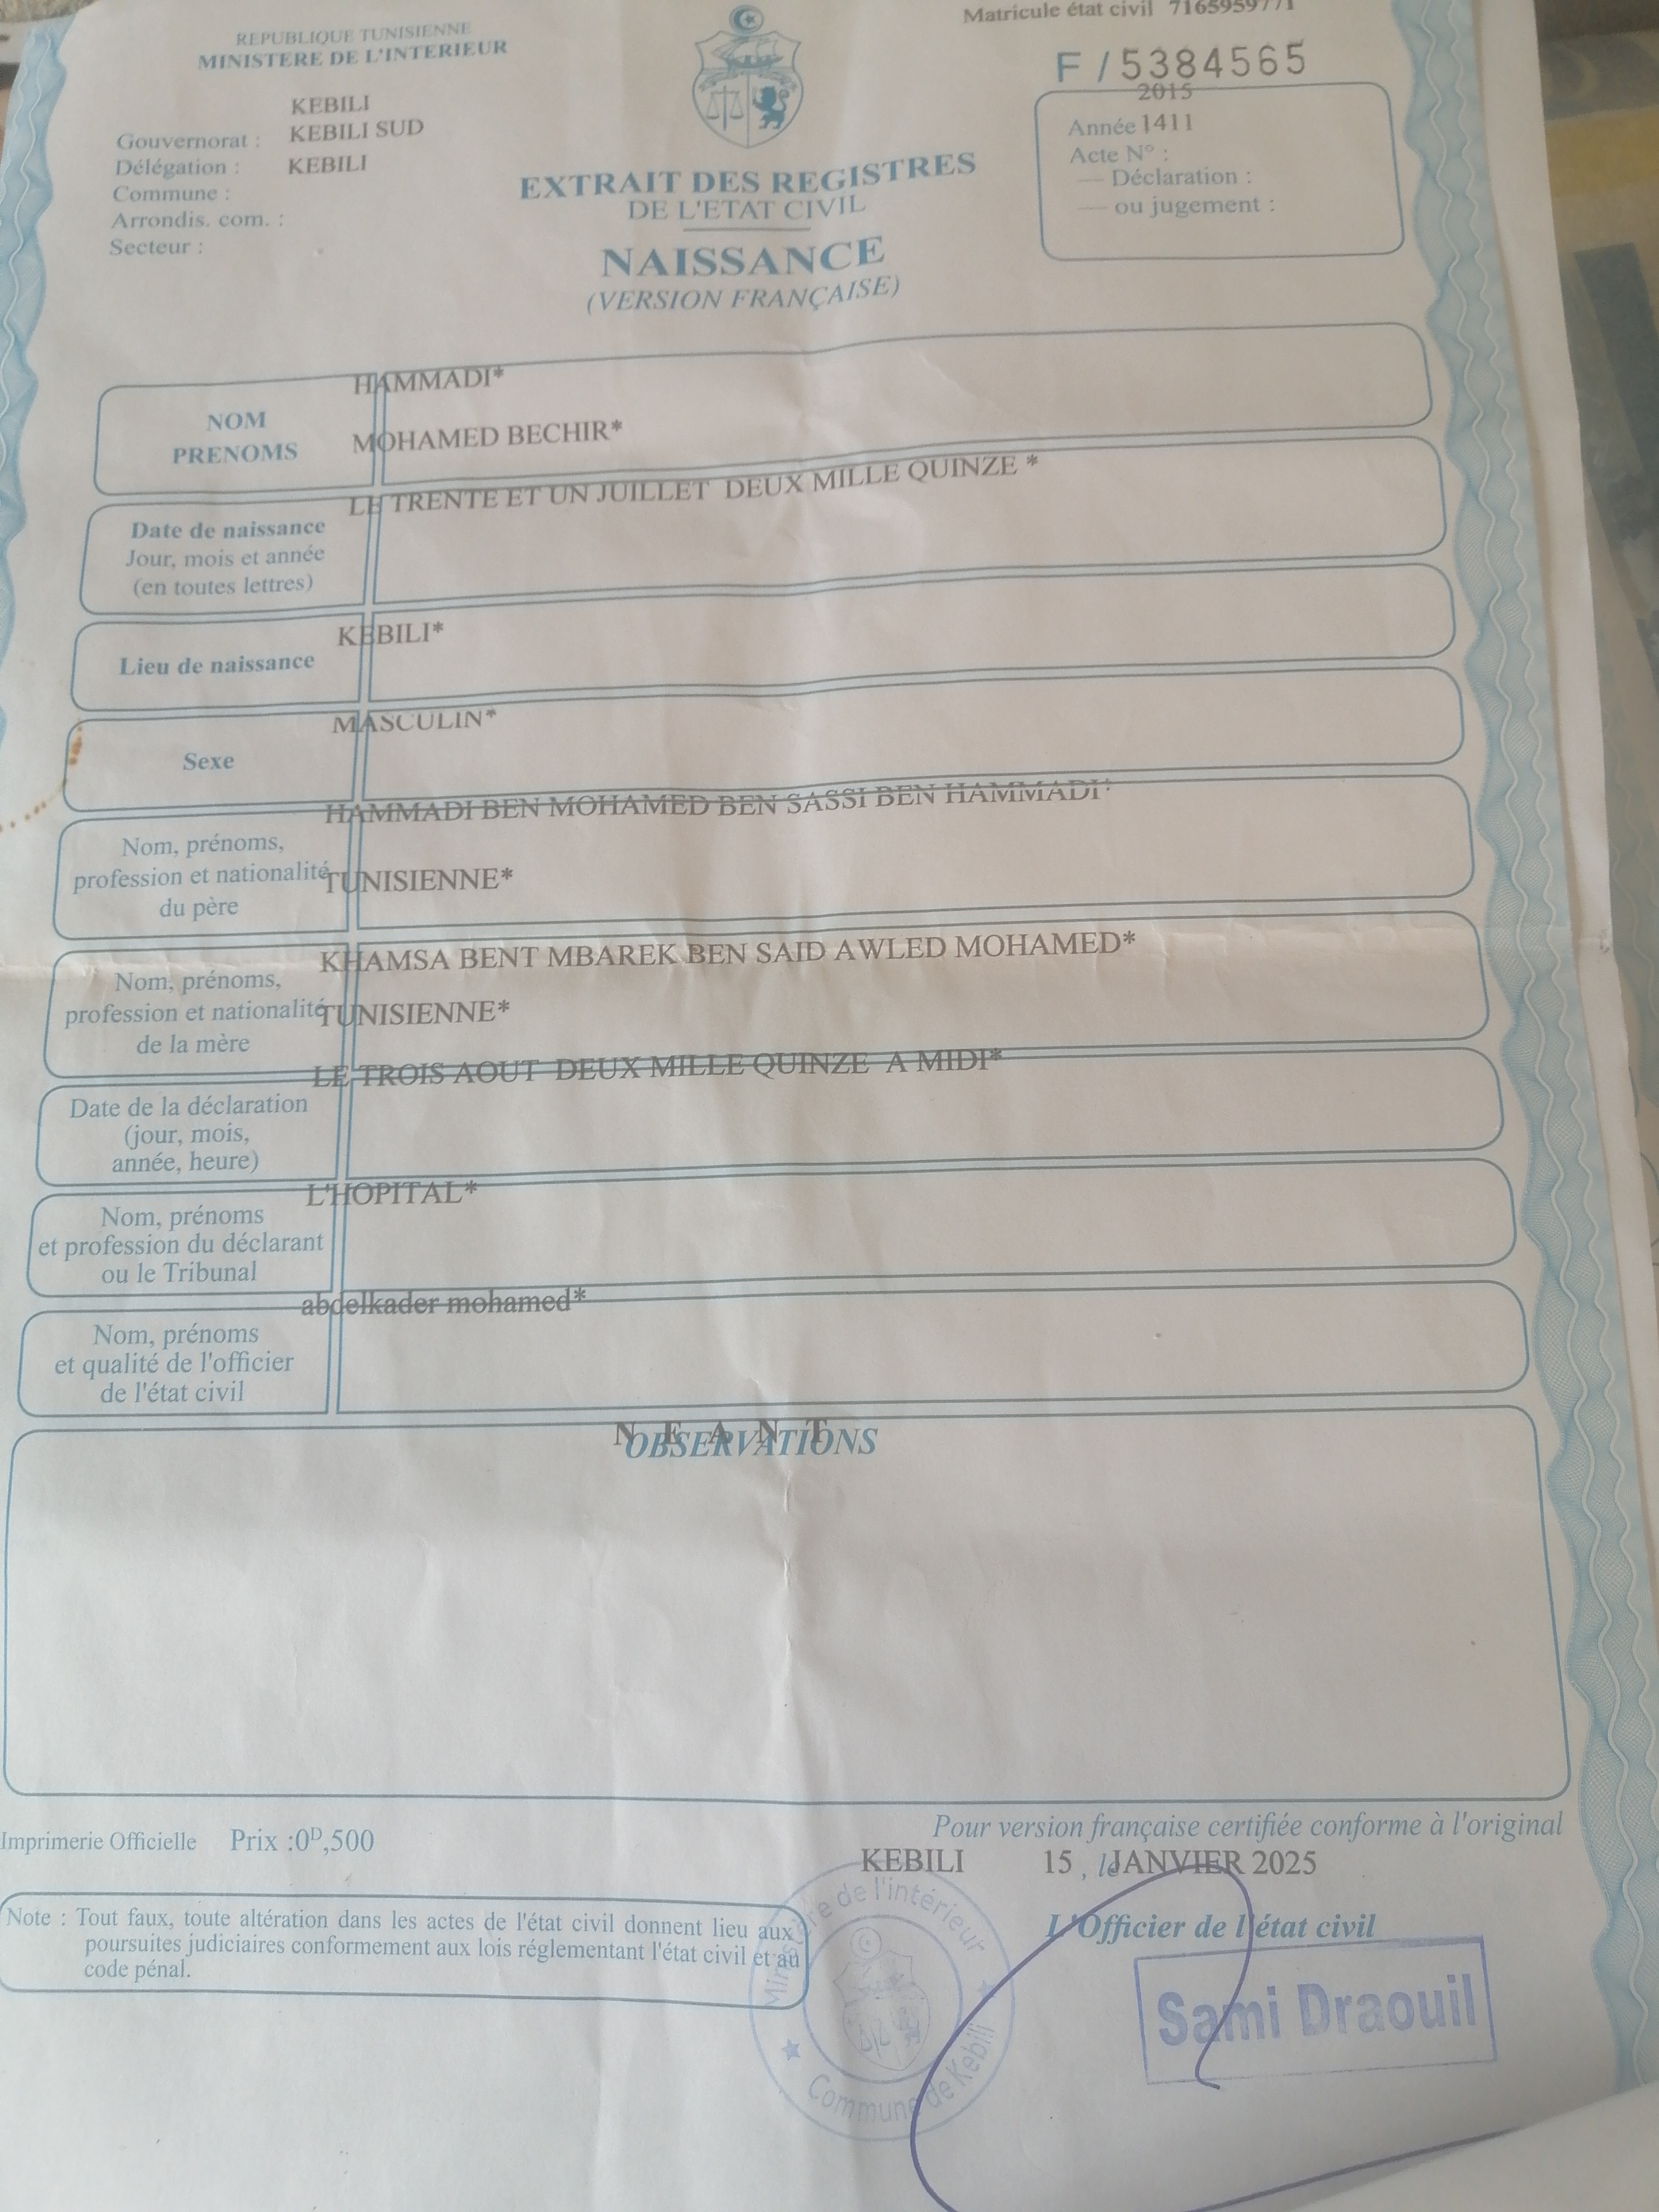 Matricule état civil 7165959771
REPUBLIQUE TUNISIENNE
MINISTERE DE L'INTERIEUR
F / 5384565
KEBILI
Gouvernorat : KEBILI SUD
Délégation : KEBILI
Commune :
Arrondis. com. :
Secteur :
2015
Année 1411
Acte N° :
— Déclaration :
— ou jugement :
EXTRAIT DES REGISTRES
DE L'ETAT CIVIL
NAISSANCE
(VERSION FRANÇAISE)
HAMMADI*
NOM
PRENOMS
MOHAMED BECHIR*
LE TRENTE ET UN JUILLET DEUX MILLE QUINZE *
Date de naissance
Jour, mois et année
(en toutes lettres)
KEBILI*
Lieu de naissance
MASCULIN*
Sexe
HAMMADI BEN MOHAMED BEN SASSI BEN HAMMADI*
Nom, prénoms,
profession et nationalité
du père
TUNISIENNE*
KHAMSA BENT MBAREK BEN SAID AWLED MOHAMED*
Nom, prénoms,
profession et nationalité
de la mère
TUNISIENNE*
LE TROIS AOUT DEUX MILLE QUINZE A MIDI*
Date de la déclaration
(jour, mois,
année, heure)
L'HOPITAL*
Nom, prénoms
et profession du déclarant
ou le Tribunal
abdelkader mohamed*
Nom, prénoms
et qualité de l'officier
de l'état civil
N E A N T
OBSERVATIONS
Imprimerie Officielle Prix :0D,500
Pour version française certifiée conforme à l'original
KEBILI 15 , le JANVIER 2025
L'Officier de l'état civil
Note : Tout faux, toute altération dans les actes de l'état civil donnent lieu aux
poursuites judiciaires conformement aux lois réglementant l'état civil et au
code pénal.
Ministère de l'intérieur
Commune de Kebili
Sami Draouil